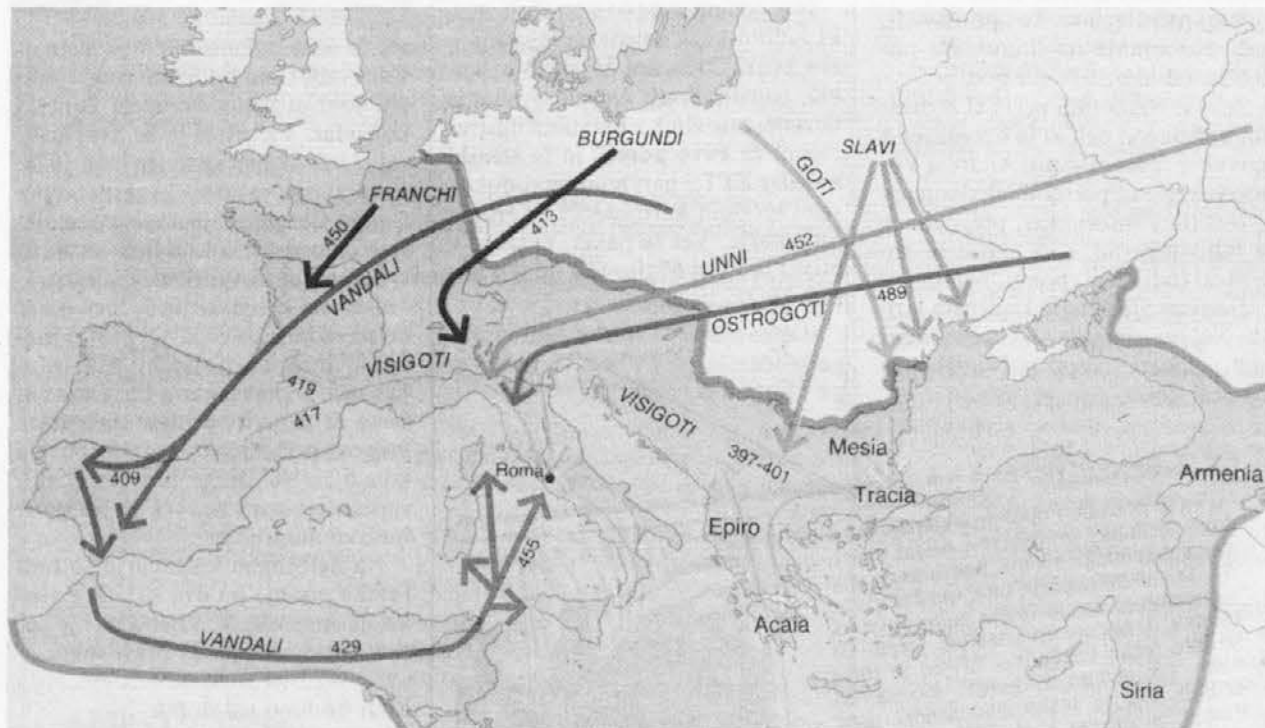 BURGUNDI
SLAVI
GOTI
FRANCHI
450
413
452
UNNI
VANDALI
489
OSTROGOTI
VISIGOTI
419
417
VISIGOTI
397-401
Mesia
409
Roma
Tracia
Armenia
Epiro
455
Acaia
VANDALI
429
Siria